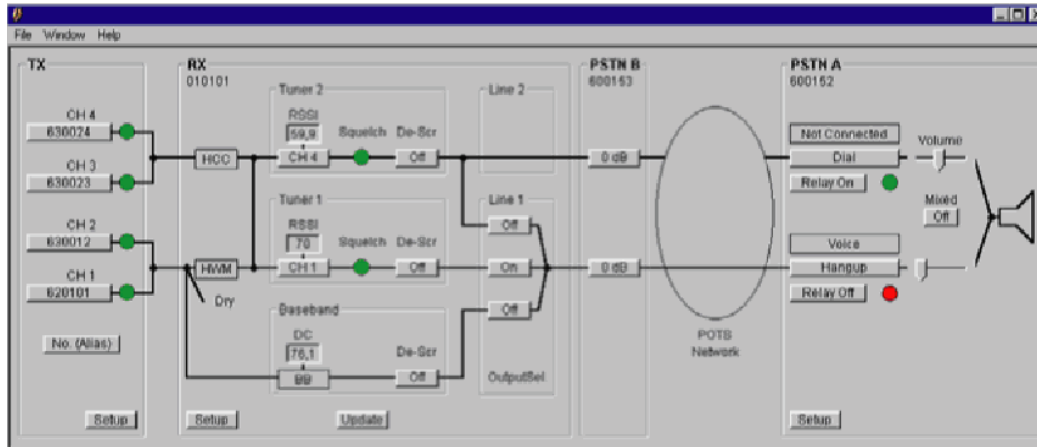 File Window Help
TX
CH 4
630024
CH 3
630023
CH 2
630012
CH 1
620101
No. (Alias)
Setup
RX
010101
HCC
HWM
Dry
Tuner 2
RSSI
59,9
CH 4
Squelch
De-Scr
Off
Tuner 1
RSSI
70
CH 1
Squelch
De-Scr
Off
Baseband
DC
76,1
BB
De-Scr
Off
Line 2
Line 1
Off
On
Off
OutputSel
Setup
Update
PSTN B
600153
0 dB
0 dB
POTS
Network
PSTN A
600152
Not Connected
Dial
Relay On
Volume
Mixed
Off
Voice
Hangup
Relay Off
Setup